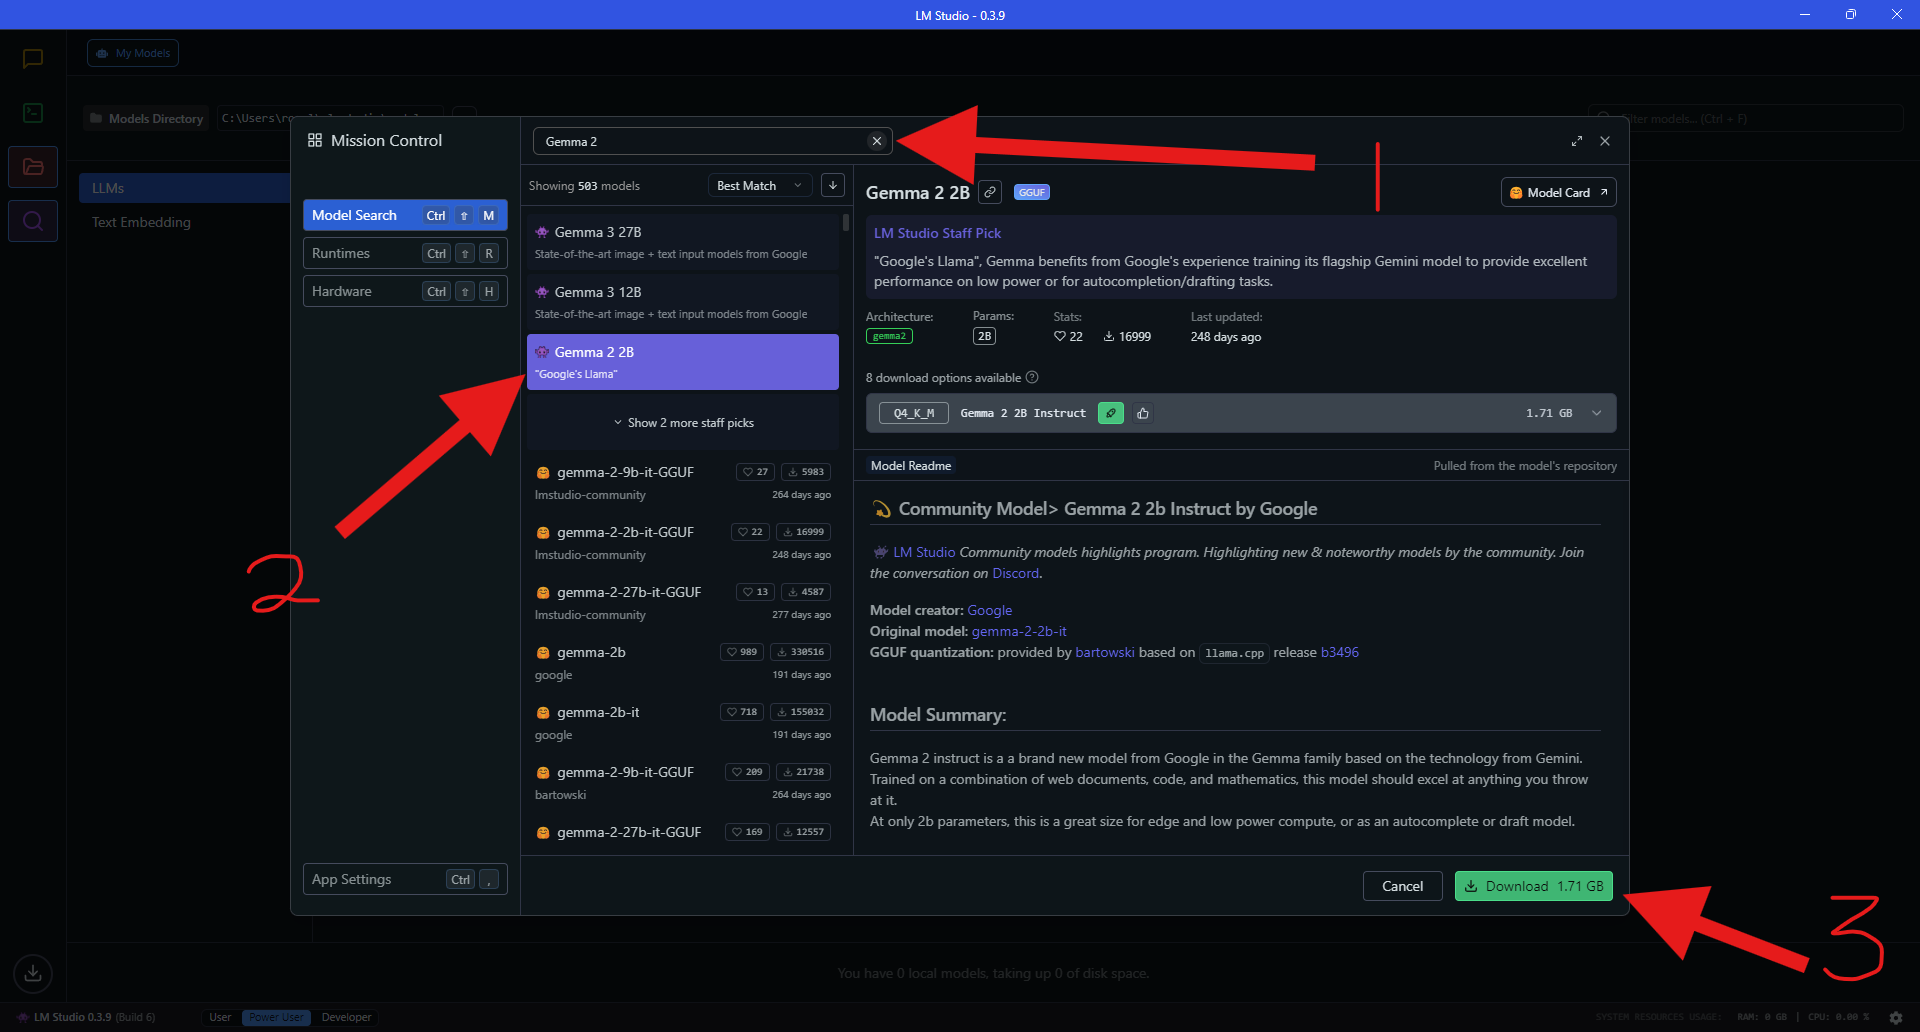 LM Studio - 0.3.9
My Models
Models Directory
C:\Users\
filter models... (Ctrl + F)
LLMs
Text Embedding
Mission Control
Model Search Ctrl ⇧ M
Runtimes Ctrl ⇧ R
Hardware Ctrl ⇧ H
App Settings Ctrl ,
Gemma 2
Showing 503 models
Best Match
Gemma 3 27B
State-of-the-art image + text input models from Google
Gemma 3 12B
State-of-the-art image + text input models from Google
Gemma 2 2B
"Google's Llama"
Show 2 more staff picks
gemma-2-9b-it-GGUF 27 5983
lmstudio-community 264 days ago
gemma-2-2b-it-GGUF 22 16999
lmstudio-community 248 days ago
gemma-2-27b-it-GGUF 13 4587
lmstudio-community 277 days ago
gemma-2b 989 330516
google 191 days ago
gemma-2b-it 718 155032
google 191 days ago
gemma-2-9b-it-GGUF 209 21738
bartowski 264 days ago
gemma-2-27b-it-GGUF 169 12557
Gemma 2 2B GGUF
Model Card
LM Studio Staff Pick
"Google's Llama", Gemma benefits from Google's experience training its flagship Gemini model to provide excellent
performance on low power or for autocompletion/drafting tasks.
Architecture: Params: Stats: Last updated:
gemma2 2B 22 16999 248 days ago
8 download options available
Q4_K_M Gemma 2 2B Instruct 1.71 GB
Model Readme Pulled from the model's repository
Community Model> Gemma 2 2b Instruct by Google
LM Studio Community models highlights program. Highlighting new & noteworthy models by the community. Join
the conversation on Discord.
Model creator: Google
Original model: gemma-2-2b-it
GGUF quantization: provided by bartowski based on llama.cpp release b3496
Model Summary:
Gemma 2 instruct is a a brand new model from Google in the Gemma family based on the technology from Gemini.
Trained on a combination of web documents, code, and mathematics, this model should excel at anything you throw
at it.
At only 2b parameters, this is a great size for edge and low power compute, or as an autocomplete or draft model.
Cancel
Download 1.71 GB
1
2
3
You have 0 local models, taking up 0 of disk space.
LM Studio 0.3.9 (Build 6)
User
Power User
Developer
SYSTEM RESOURCES USAGE: RAM: 0 GB | CPU: 0.00 %